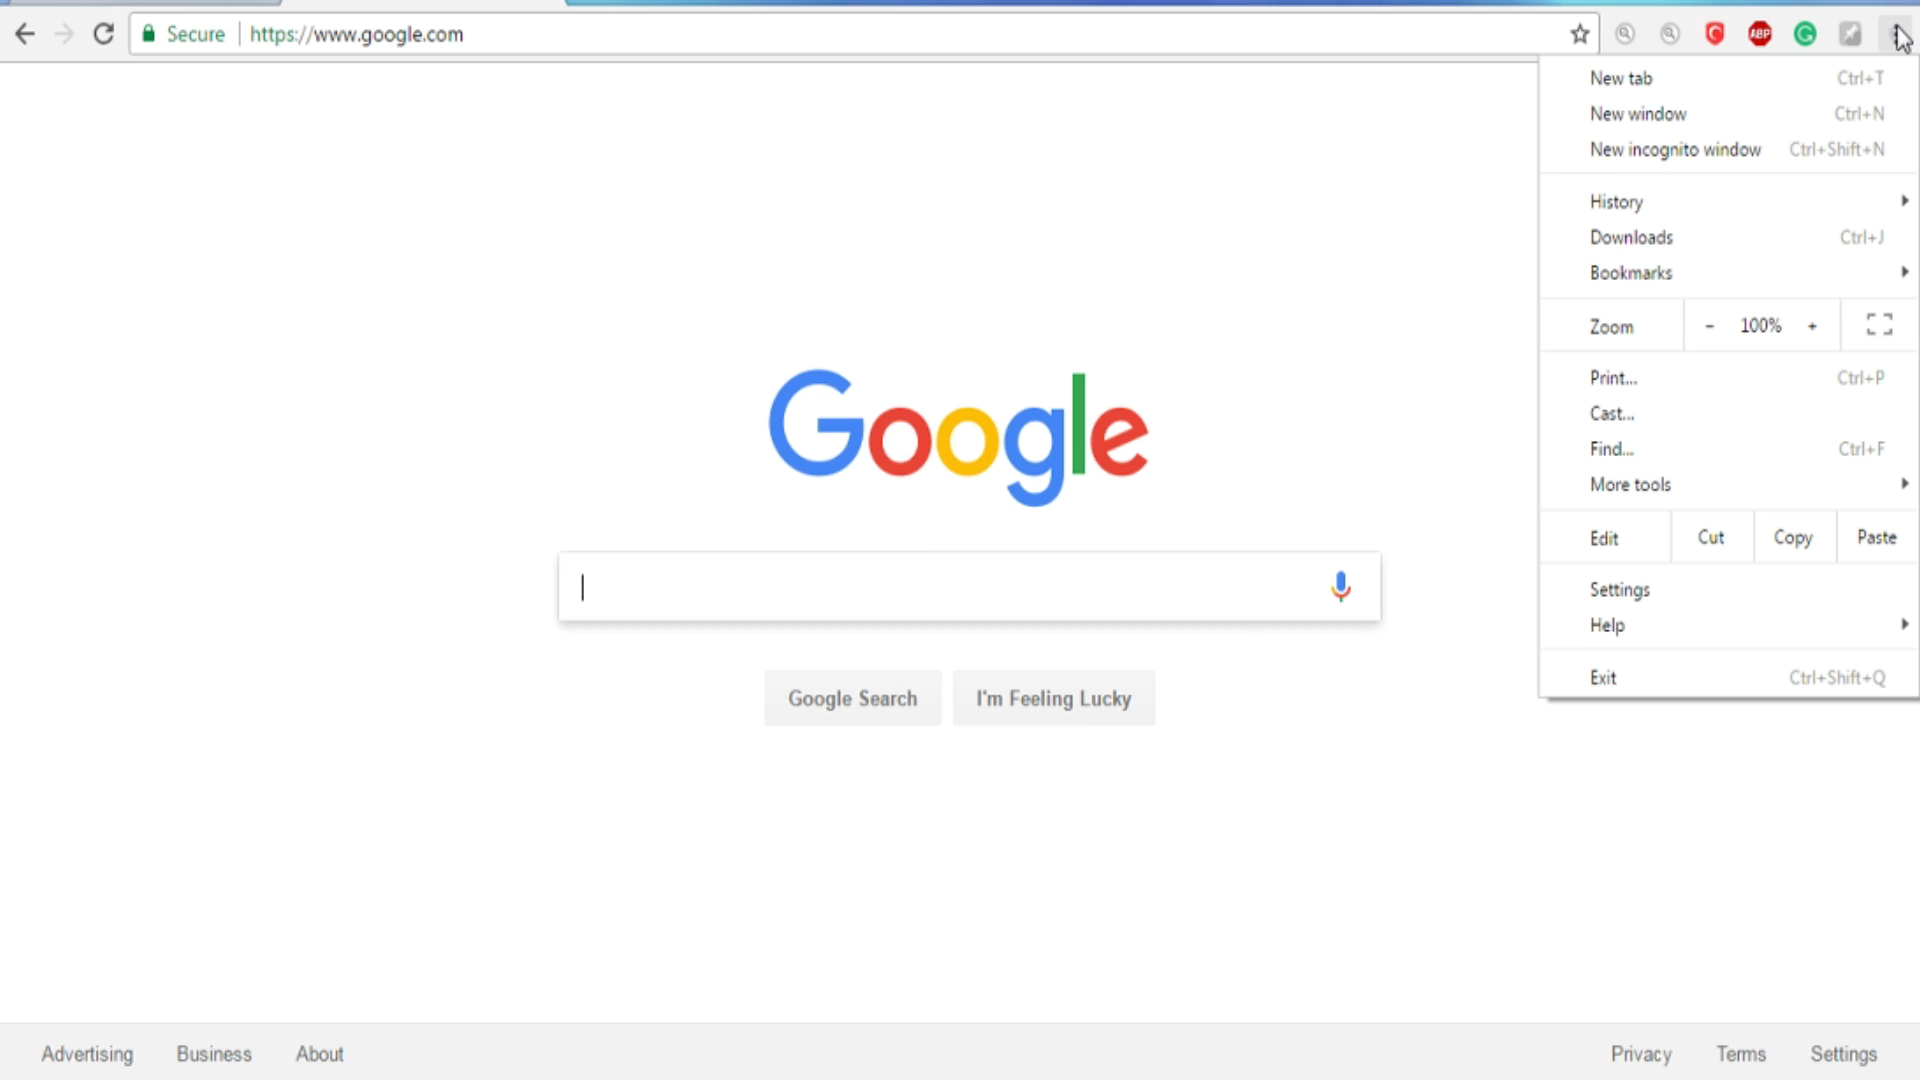 Secure https://www.google.com
ABP
New tab Ctrl+T
New window Ctrl+N
New incognito window Ctrl+Shift+N
History
Downloads Ctrl+J
Bookmarks
Zoom - 100% +
Print... Ctrl+P
Cast...
Find... Ctrl+F
More tools
Edit Cut Copy Paste
Settings
Help
Exit Ctrl+Shift+Q
Google
Google Search I'm Feeling Lucky
Advertising Business About Privacy Terms Settings